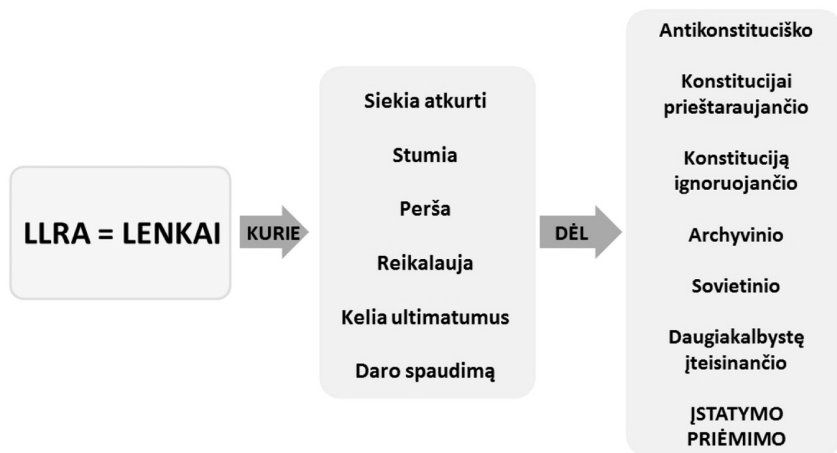 LLRA = LENKAI
KURIE
Siekia atkurti
Stumia
Perša
Reikalauja
Kelia ultimatumus
Daro spaudimą
DĖL
Antikonstituciško
Konstitucijai
prieštaraujančio
Konstituciją
ignoruojančio
Archyvinio
Sovietinio
Daugiakalbystę
įteisinančio
ĮSTATYMO
PRIĖMIMO